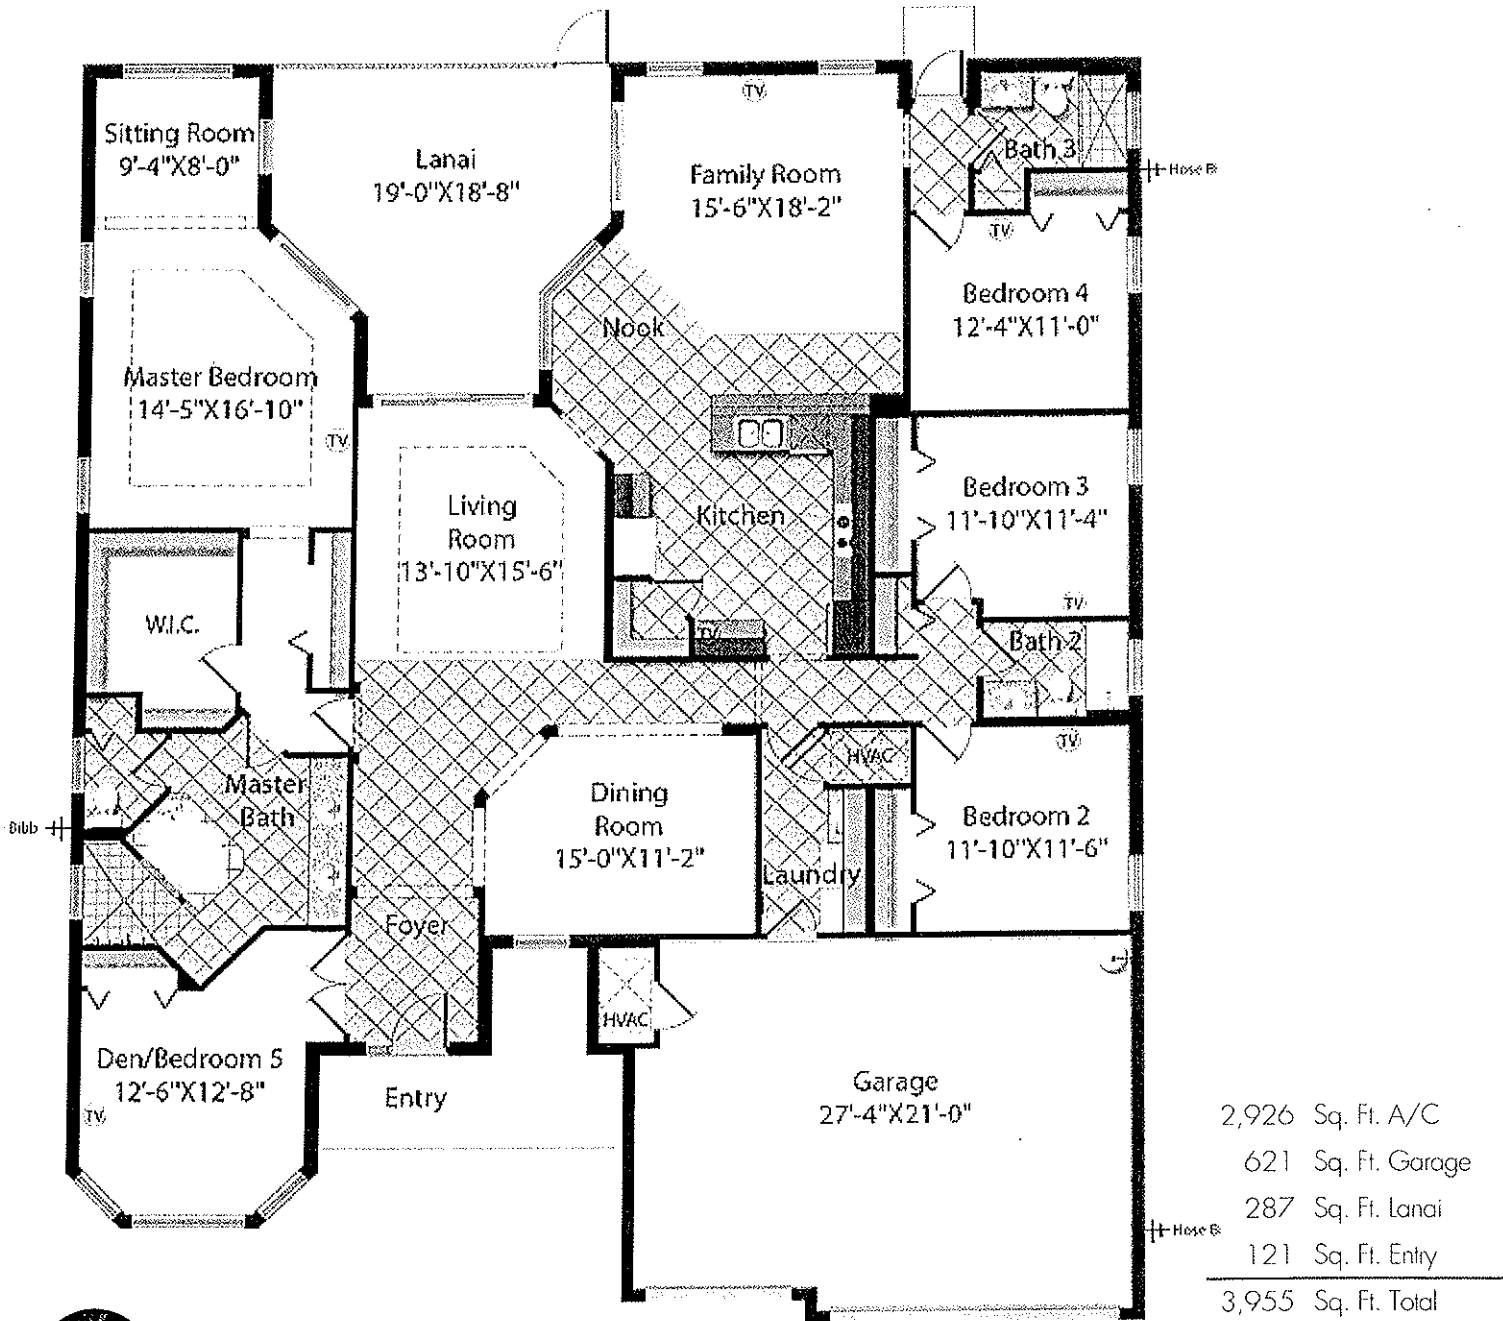 TV
Sitting Room
9'-4"X8'-0"
Lanai
19'-0"X18'-8"
Family Room
15'-6"X18'-2"
Bath 3
Hose B
TV
Bedroom 4
12'-4"X11'-0"
Nook
Master Bedroom
14'-5"X16'-10"
TV
Living
Room
13'-10"X15'-6"
Kitchen
Bedroom 3
11'-10"X11'-4"
TV
W.I.C.
TV
Bath 2
TV
HVAC
Master
Bath
Dining
Room
15'-0"X11'-2"
Bedroom 2
11'-10"X11'-6"
Bibb
Laundry
Foyer
HVAC
Den/Bedroom 5
12'-6"X12'-8"
TV
Entry
Garage
27'-4"X21'-0"
Hose B
2,926 Sq. Ft. A/C
621 Sq. Ft. Garage
287 Sq. Ft. Lanai
121 Sq. Ft. Entry
3,955 Sq. Ft. Total